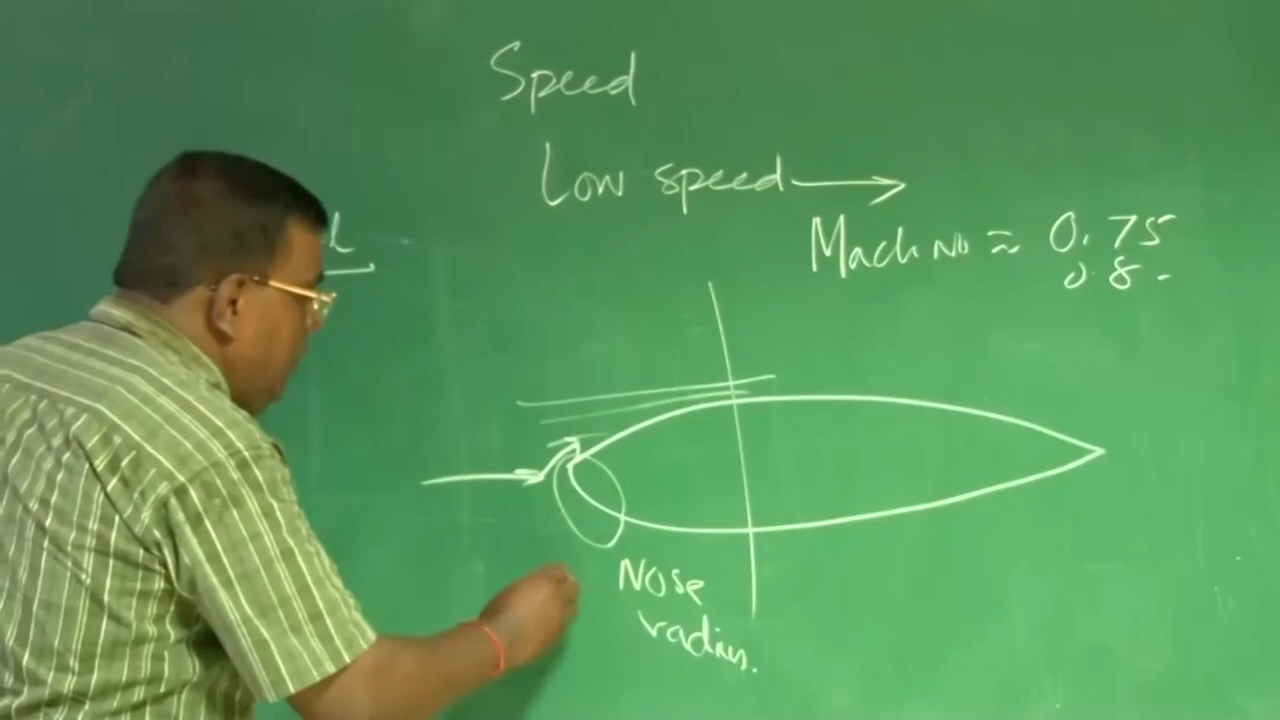 Speed
Low speed
Mach No ≈ 0.75
0.8
Nose
radius.